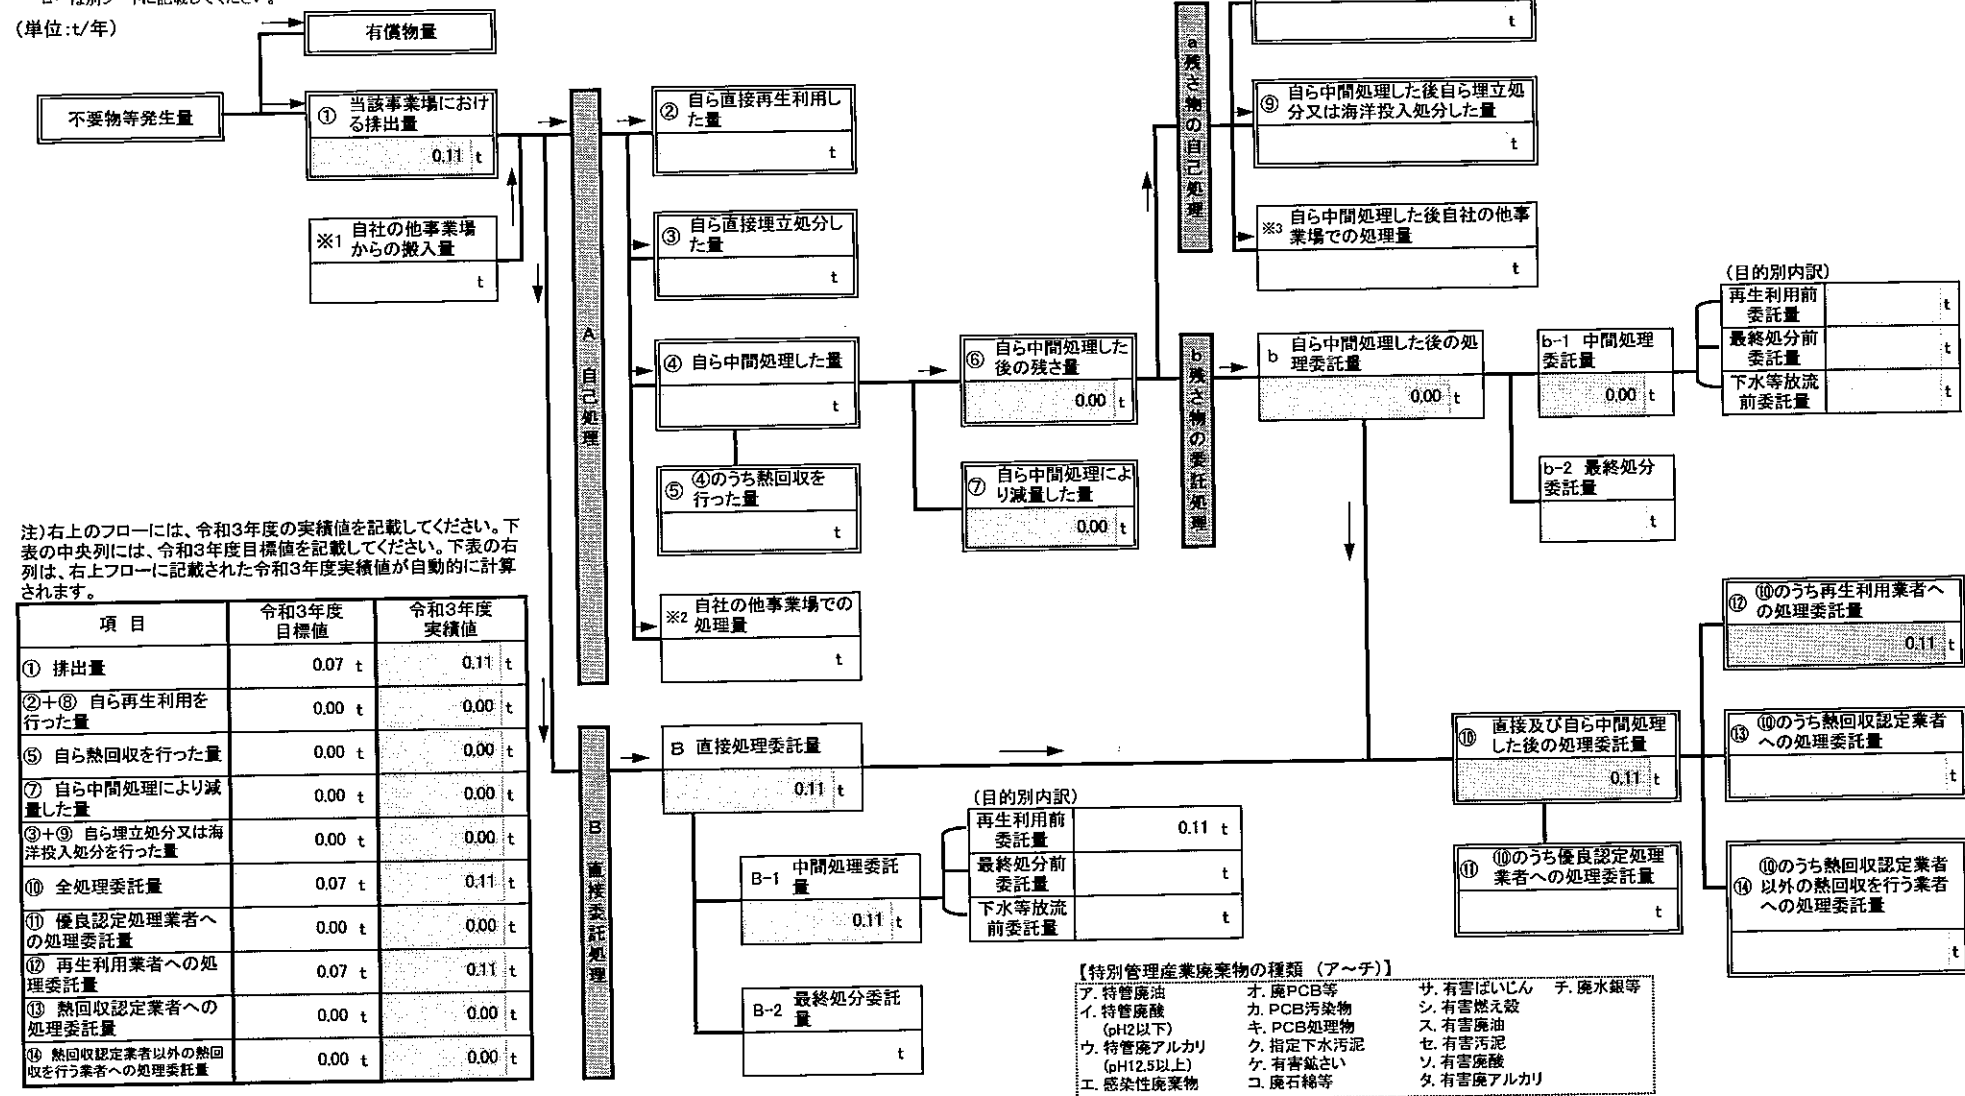 (単位:t/年)
有償物量
不要物等発生量
① 当該事業場におけ
る排出量
0.11 t
※1 自社の他事業場
からの搬入量
t
A 自己処理
② 自ら直接再生利用し
た量
t
③ 自ら直接埋立処分し
た量
t
④ 自ら中間処理した量
t
⑤ ④のうち熱回収を
行った量
t
※2 自社の他事業場での
処理量
t
⑥ 自ら中間処理した
後の残さ量
0.00 t
⑦ 自ら中間処理によ
り減量した量
0.00 t
a 残さ物の自己処理
t
⑨ 自ら中間処理した後自ら埋立処
分又は海洋投入処分した量
t
※3 自ら中間処理した後自社の他事
業場での処理量
t
b 残さ物の委託処理
b 自ら中間処理した後の処
理委託量
0.00 t
b-1 中間処理
委託量
0.00 t
(目的別内訳)
再生利用前
委託量
t
最終処分前
委託量
t
下水等放流
前委託量
t
b-2 最終処分
委託量
t
注)右上のフローには、令和3年度の実績値を記載してください。下
表の中央列には、令和3年度目標値を記載してください。下表の右
列は、右上フローに記載された令和3年度実績値が自動的に計算
されます。
項 目
令和3年度
目標値
令和3年度
実績値
① 排出量 0.07 t 0.11 t
②+⑧ 自ら再生利用を
行った量 0.00 t 0.00 t
⑤ 自ら熱回収を行った量 0.00 t 0.00 t
⑦ 自ら中間処理により減
量した量 0.00 t 0.00 t
③+⑨ 自ら埋立処分又は海
洋投入処分を行った量 0.00 t 0.00 t
⑩ 全処理委託量 0.07 t 0.11 t
⑪ 優良認定処理業者へ
の処理委託量 0.00 t 0.00 t
⑫ 再生利用業者への処
理委託量 0.07 t 0.11 t
⑬ 熱回収認定業者への
処理委託量 0.00 t 0.00 t
⑭ 熱回収認定業者以外の熱回
収を行う業者への処理委託量 0.00 t 0.00 t
B 直接委託処理
B 直接処理委託量
0.11 t
B-1 中間処理委託
量
0.11 t
(目的別内訳)
再生利用前
委託量
0.11 t
最終処分前
委託量
t
下水等放流
前委託量
t
B-2 最終処分委託
量
t
⑩ 直接及び自ら中間処理
した後の処理委託量
0.11 t
⑪ ⑩のうち優良認定処理
業者への処理委託量
t
⑫ ⑩のうち再生利用業者へ
の処理委託量
0.11 t
⑬ ⑩のうち熱回収認定業者
への処理委託量
t
⑭ ⑩のうち熱回収認定業者
以外の熱回収を行う業者
への処理委託量
t
【特別管理産業廃棄物の種類 (ア~チ)】
ア. 特管廃油
イ. 特管廃酸
(pH2以下)
ウ. 特管廃アルカリ
(pH12.5以上)
エ. 感染性廃棄物
オ. 廃PCB等
カ. PCB汚染物
キ. PCB処理物
ク. 指定下水汚泥
ケ. 有害鉱さい
コ. 廃石綿等
サ. 有害ばいじん
シ. 有害燃え殻
ス. 有害廃油
セ. 有害汚泥
ソ. 有害廃酸
タ. 有害廃アルカリ
チ. 廃水銀等